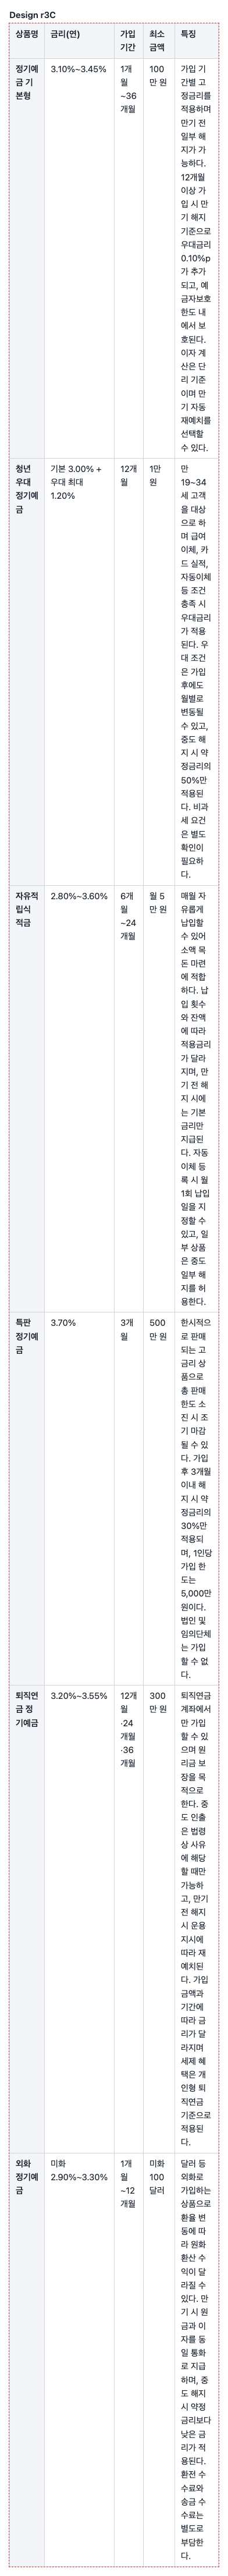 Design r3C
상품명
금리(연)
가입
기간
최소
금액
특징
정기예
금 기
본형
3.10%~3.45%
1개
월
~36
개월
100
만 원
가입 기
간별 고
정금리를
적용하며
만기 전
일부 해
지가 가
능하다.
12개월
이상 가
입 시 만
기 해지
기준으로
우대금리
0.10%p
가 추가
되고, 예
금자보호
한도 내
에서 보
호된다.
이자 계
산은 단
리 기준
이며 만
기 자동
재예치를
선택할
수 있다.
청년
우대
정기예
금
기본 3.00% +
우대 최대
1.20%
12개
월
1만
원
만
19~34
세 고객
을 대상
으로 하
며 급여
이체, 카
드 실적,
자동이체
등 조건
충족 시
우대금리
가 적용
된다. 우
대 조건
은 가입
후에도
월별로
변동될
수 있고,
중도 해
지 시 약
정금리의
50%만
적용된
다. 비과
세 요건
은 별도
확인이
필요하
다.
자유적
립식
적금
2.80%~3.60%
6개
월
~24
개월
월 5
만 원
매월 자
유롭게
납입할
수 있어
소액 목
돈 마련
에 적합
하다. 납
입 횟수
와 잔액
에 따라
적용금리
가 달라
지며, 만
기 전 해
지 시에
는 기본
금리만
지급된
다. 자동
이체 등
록 시 월
1회 납입
일을 지
정할 수
있고, 일
부 상품
은 중도
일부 해
지를 허
용한다.
특판
정기예
금
3.70%
3개
월
500
만 원
한시적으
로 판매
되는 고
금리 상
품으로
총 판매
한도 소
진 시 조
기 마감
될 수 있
다. 가입
후 3개월
이내 해
지 시 약
정금리의
30%만
적용되
며, 1인당
가입 한
도는
5,000만
원이다.
법인 및
임의단체
는 가입
할 수 없
다.
퇴직연
금 정
기예금
3.20%~3.55%
12개
월
·24
개월
·36
개월
300
만 원
퇴직연금
계좌에서
만 가입
할 수 있
으며 원
리금 보
장을 목
적으로
한다. 중
도 인출
은 법령
상 사유
에 해당
할 때만
가능하
고, 만기
전 해지
시 운용
지시에
따라 재
예치된
다. 가입
금액과
기간에
따라 금
리가 달
라지며
세제 혜
택은 개
인형 퇴
직연금
기준으로
적용된
다.
외화
정기예
금
미화
2.90%~3.30%
1개
월
~12
개월
미화
100
달러
달러 등
외화로
가입하는
상품으로
환율 변
동에 따
라 원화
환산 수
익이 달
라질 수
있다. 만
기 시 원
금과 이
자를 동
일 통화
로 지급
하며, 중
도 해지
시 약정
금리보다
낮은 금
리가 적
용된다.
환전 수
수료와
송금 수
수료는
별도로
부담한
다.